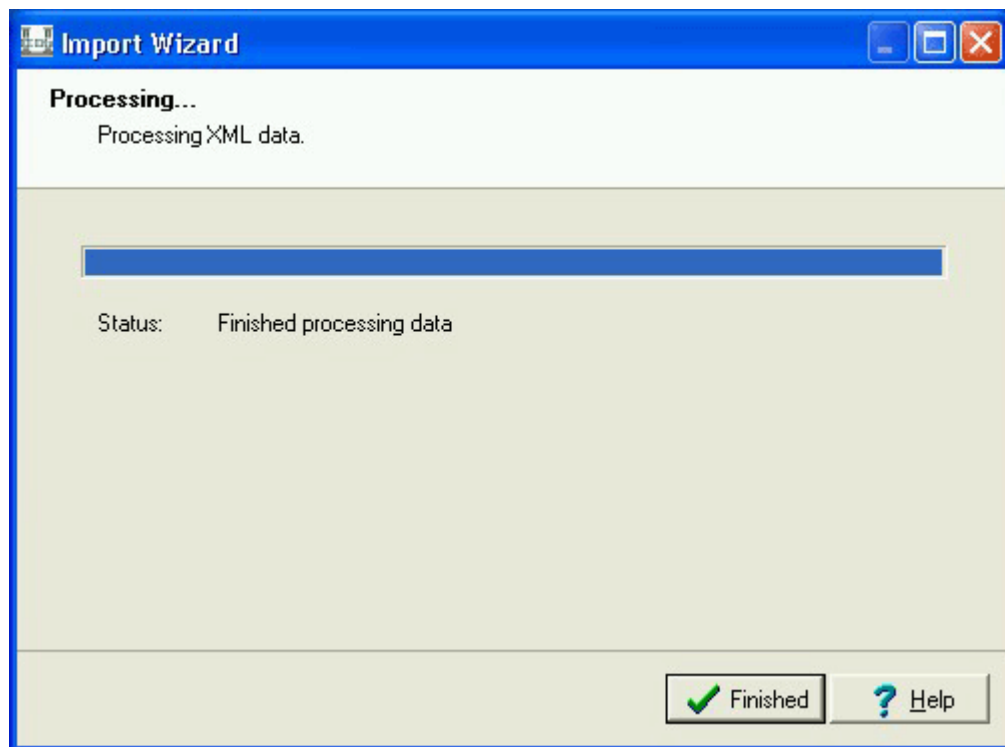 Import Wizard
Processing...
Processing XML data.
Status: Finished processing data
Finished Help